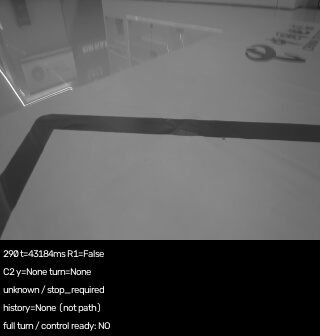 290 t=43184ms R1=False
C2 y=None turn=None
unknown / stop_required
history=None (not path)
full turn / control ready: NO